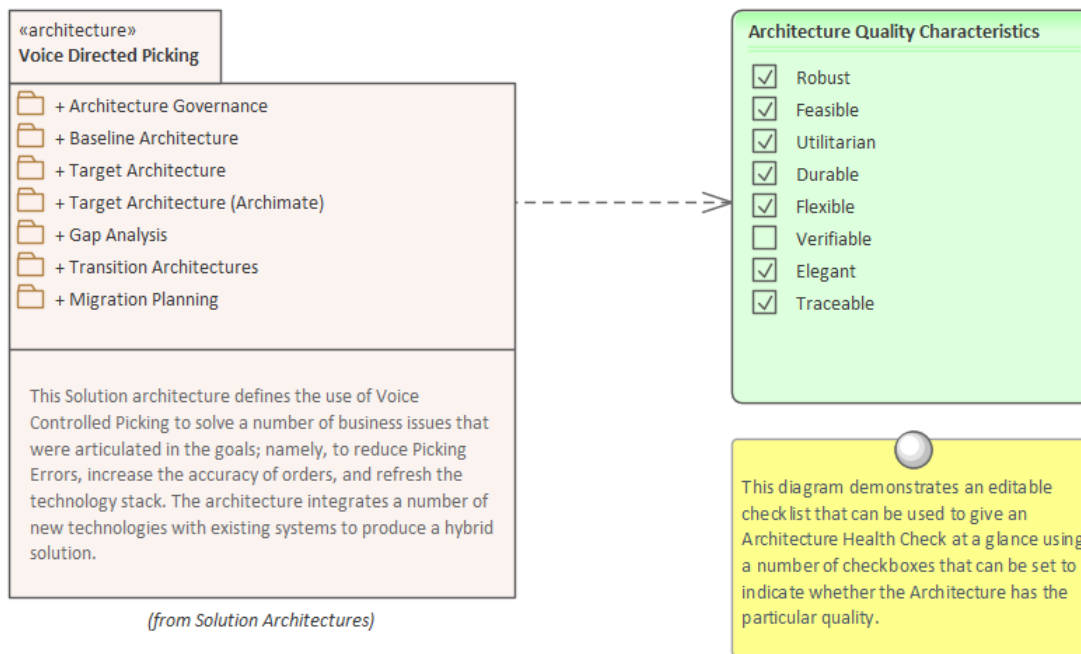 «architecture»
Voice Directed Picking
+ Architecture Governance
+ Baseline Architecture
+ Target Architecture
+ Target Architecture (Archimate)
+ Gap Analysis
+ Transition Architectures
+ Migration Planning
This Solution architecture defines the use of Voice
Controlled Picking to solve a number of business issues that
were articulated in the goals; namely, to reduce Picking
Errors, increase the accuracy of orders, and refresh the
technology stack. The architecture integrates a number of
new technologies with existing systems to produce a hybrid
solution.
(from Solution Architectures)
Architecture Quality Characteristics
Robust
Feasible
Utilitarian
Durable
Flexible
Verifiable
Elegant
Traceable
This diagram demonstrates an editable
checklist that can be used to give an
Architecture Health Check at a glance using
a number of checkboxes that can be set to
indicate whether the Architecture has the
particular quality.